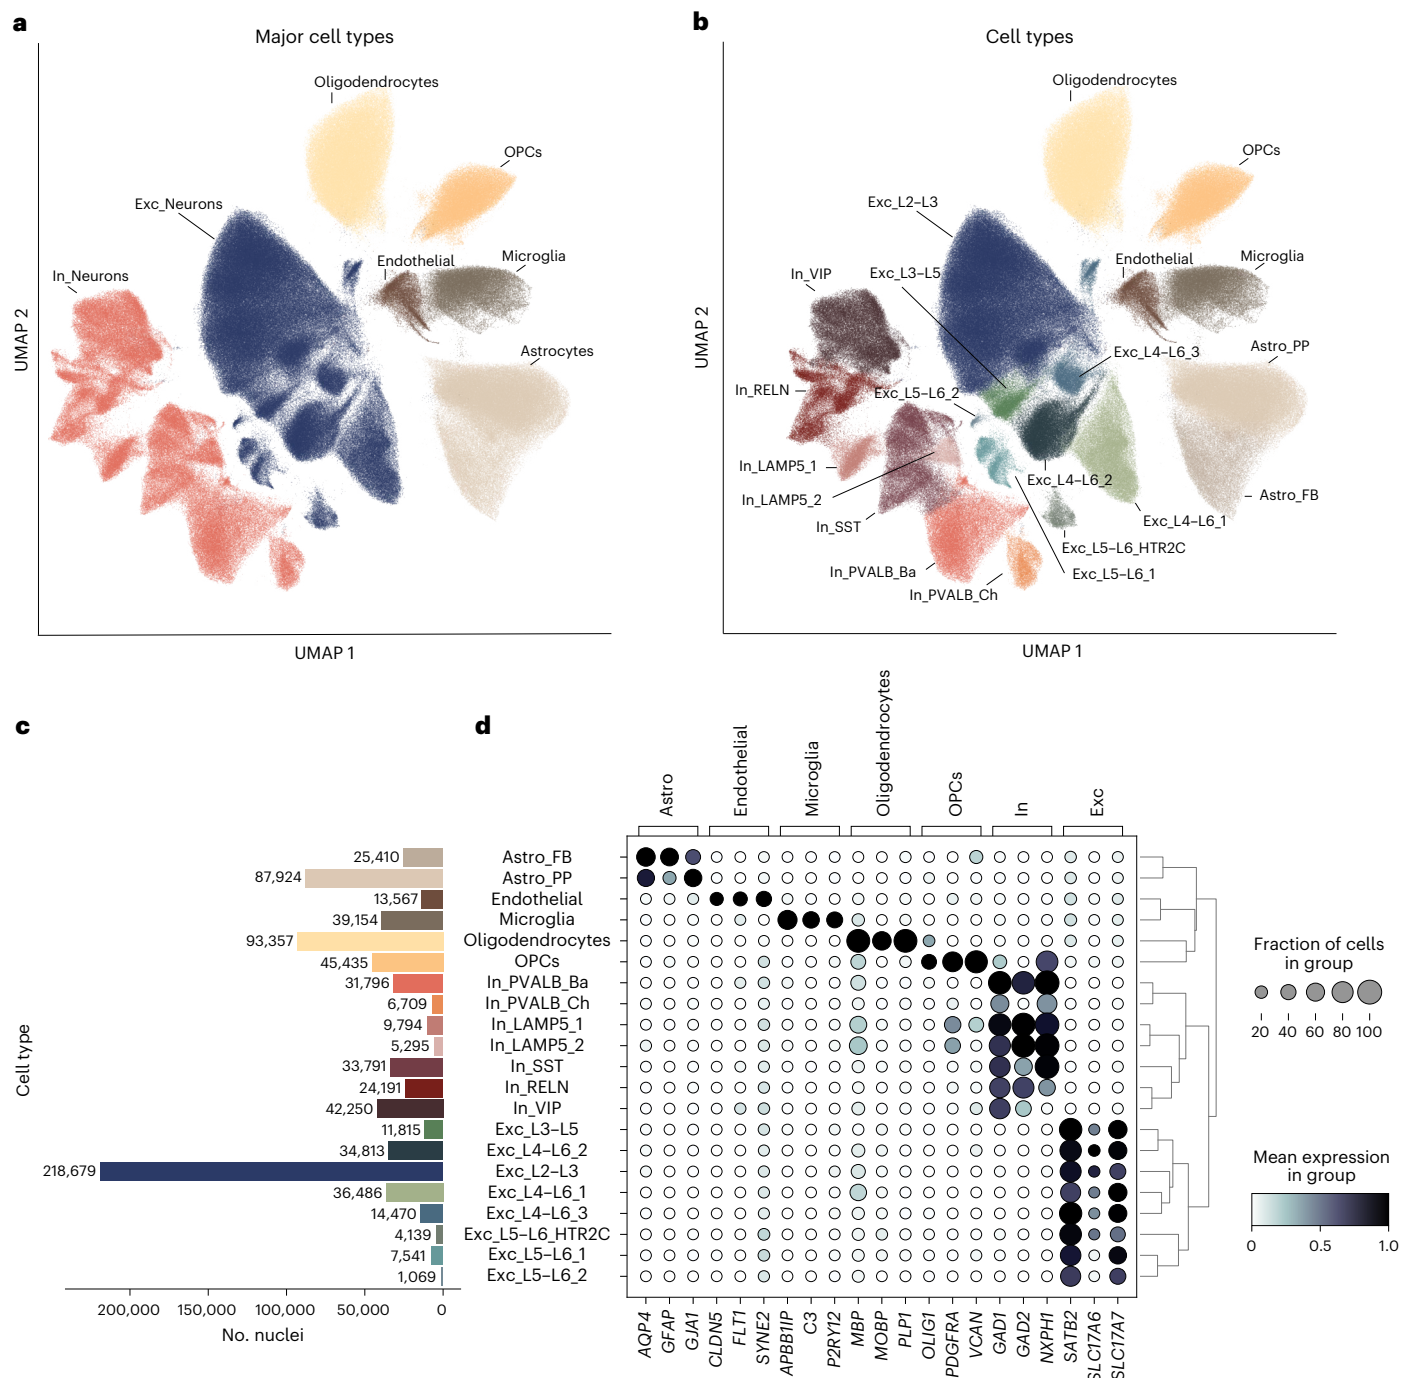 a
Major cell types
Oligodendrocytes
OPCs
Exc_Neurons
Endothelial
Microglia
In_Neurons
Astrocytes
UMAP 2
UMAP 1
b
Cell types
Oligodendrocytes
OPCs
Exc_L2–L3
Endothelial
Microglia
In_VIP
Exc_L3–L5
Exc_L4–L6_3
Astro_PP
In_RELN
Exc_L5–L6_2
In_LAMP5_1
In_LAMP5_2
Exc_L4–L6_2
Astro_FB
In_SST
Exc_L4–L6_1
Exc_L5–L6_HTR2C
In_PVALB_Ba
Exc_L5–L6_1
In_PVALB_Ch
UMAP 2
UMAP 1
c
Cell type
25,410
87,924
13,567
39,154
93,357
45,435
31,796
6,709
9,794
5,295
33,791
24,191
42,250
11,815
34,813
218,679
36,486
14,470
4,139
7,541
1,069
200,000
150,000
100,000
50,000
0
No. nuclei
d
Astro
Endothelial
Microglia
Oligodendrocytes
OPCs
In
Exc
Astro_FB
Astro_PP
Endothelial
Microglia
Oligodendrocytes
OPCs
In_PVALB_Ba
In_PVALB_Ch
In_LAMP5_1
In_LAMP5_2
In_SST
In_RELN
In_VIP
Exc_L3–L5
Exc_L4–L6_2
Exc_L2–L3
Exc_L4–L6_1
Exc_L4–L6_3
Exc_L5–L6_HTR2C
Exc_L5–L6_1
Exc_L5–L6_2
AQP4
GFAP
GJA1
CLDN5
FLT1
SYNE2
APBB1IP
C3
P2RY12
MBP
MOBP
PLP1
OLIG1
PDGFRA
VCAN
GAD1
GAD2
NXPH1
SATB2
SLC17A6
SLC17A7
Fraction of cells
in group
20 40 60 80 100
Mean expression
in group
0 0.5 1.0